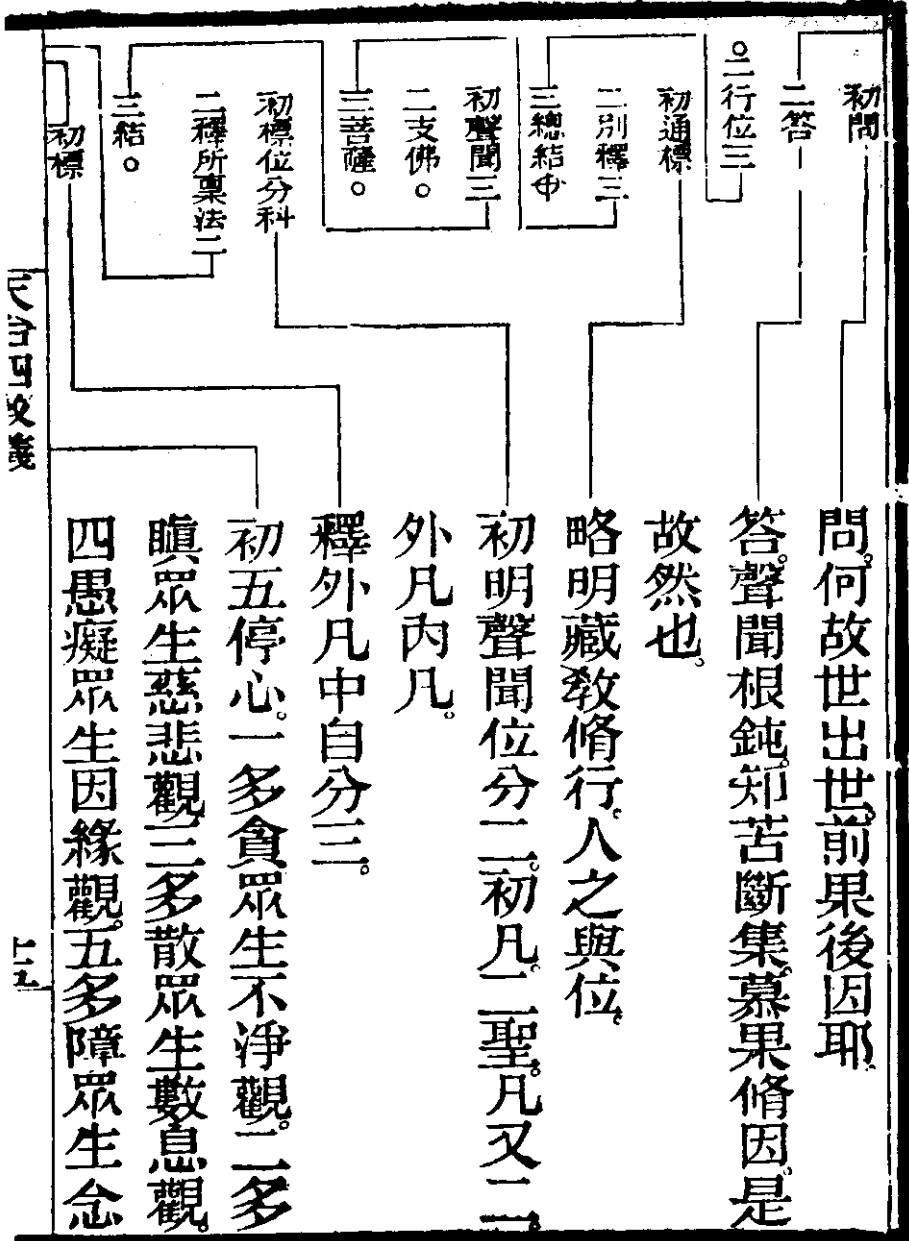 初問
二答
○二行位三
初通標
二別釋三
三總結中
初聲聞三
二支佛○
三菩薩○
初標位分科
二釋所稟法二
三結○
初標
問。何故世出世。前果後因耶。
答。聲聞根鈍。知苦斷集。慕果脩因。是
故然也。
略明藏教脩行。人之與位。
初明聲聞位分二。初凡。二聖。凡又二。
外凡內凡。
釋外凡中自分三。
初五停心。一多貪眾生不淨觀。二多
瞋眾生慈悲觀。三多散眾生數息觀。
四愚癡眾生因緣觀。五多障眾生念
天台四教儀